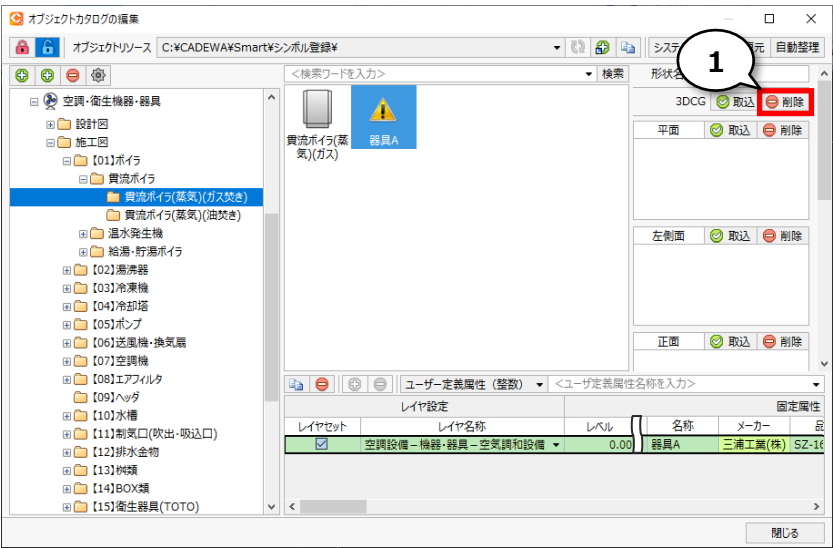 オブジェクトカタログの編集
オブジェクトリソース C:¥CADEWA¥Smart¥シンボル登録¥
システ 元 自動整理
1
<検索ワードを入力> 検索
形状名
3DCG 取込 削除
空調・衛生機器・器具
設計図
施工図
【01】ボイラ
貫流ボイラ
貫流ボイラ(蒸気)(ガス焚き)
貫流ボイラ(蒸気)(油焚き)
温水発生機
給湯・貯湯ボイラ
【02】湯沸器
【03】冷凍機
【04】冷却塔
【05】ポンプ
【06】送風機・換気扇
【07】空調機
【08】エアフィルタ
【09】ヘッダ
【10】水槽
【11】制気口(吹出・吸込口)
【12】排水金物
【13】桝類
【14】BOX類
【15】衛生器具(TOTO)
貫流ボイラ(蒸
気)(ガス)
器具A
平面 取込 削除
左側面 取込 削除
正面 取込 削除
ユーザー定義属性（整数） <ユーザ定義属性名称を入力>
レイヤ設定 固定属性
レイヤセット レイヤ名称 レベル 名称 メーカー 品
空調設備－機器・器具－空気調和設備 0.00 器具A 三浦工業(株) SZ-16
閉じる